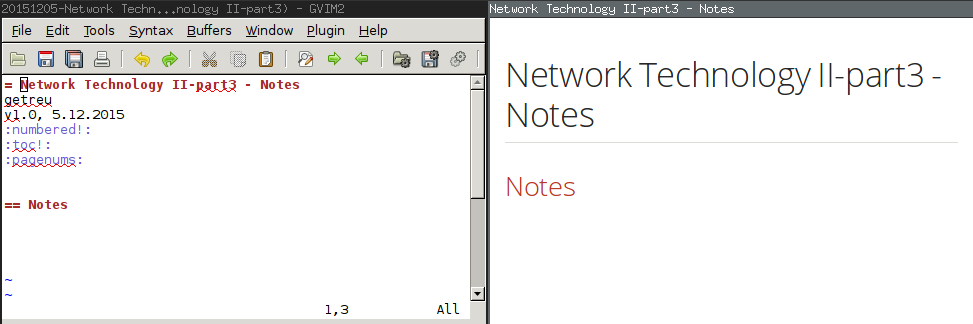 20151205-Network Techn...nology II-part3) - GVIM2
File Edit Tools Syntax Buffers Window Plugin Help
= Network Technology II-part3 - Notes
getreu
v1.0, 5.12.2015
:numbered!:
:toc!:
:pagenums:
== Notes
~
~
1,3 All
Network Technology II-part3 - Notes
Network Technology II-part3 -
Notes
Notes